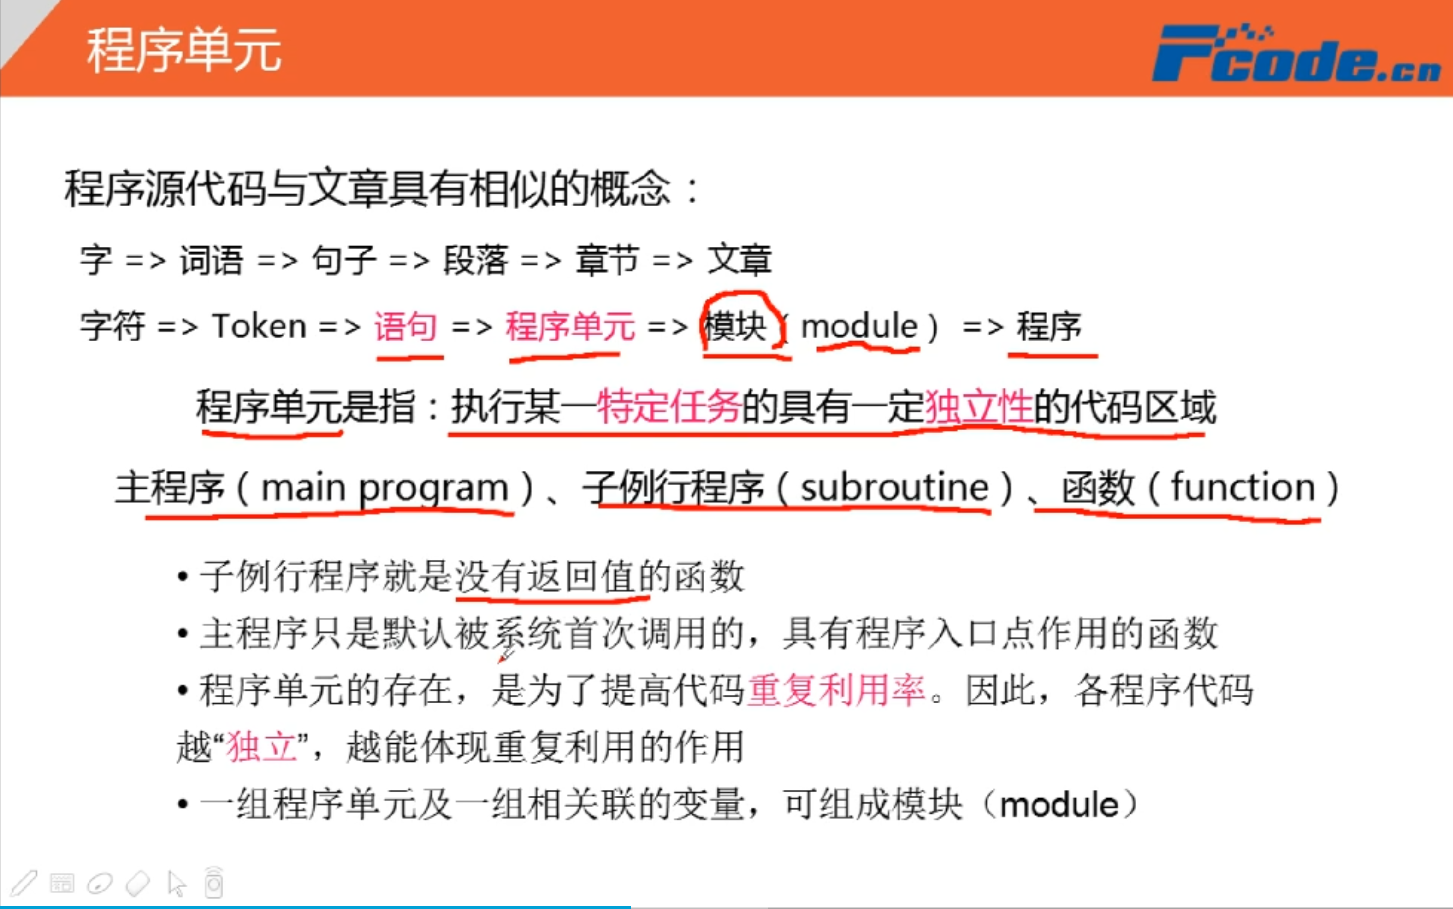 程序单元
Fcode.cn
程序源代码与文章具有相似的概念：
字 => 词语 => 句子 => 段落 => 章节 => 文章
字符 => Token => 语句 => 程序单元 => 模块（module） => 程序
程序单元是指：执行某一特定任务的具有一定独立性的代码区域
主程序（main program）、子例行程序（subroutine）、函数（function）
• 子例行程序就是没有返回值的函数
• 主程序只是默认被系统首次调用的，具有程序入口点作用的函数
• 程序单元的存在，是为了提高代码重复利用率。因此，各程序代码
越“独立”，越能体现重复利用的作用
• 一组程序单元及一组相关联的变量，可组成模块（module）